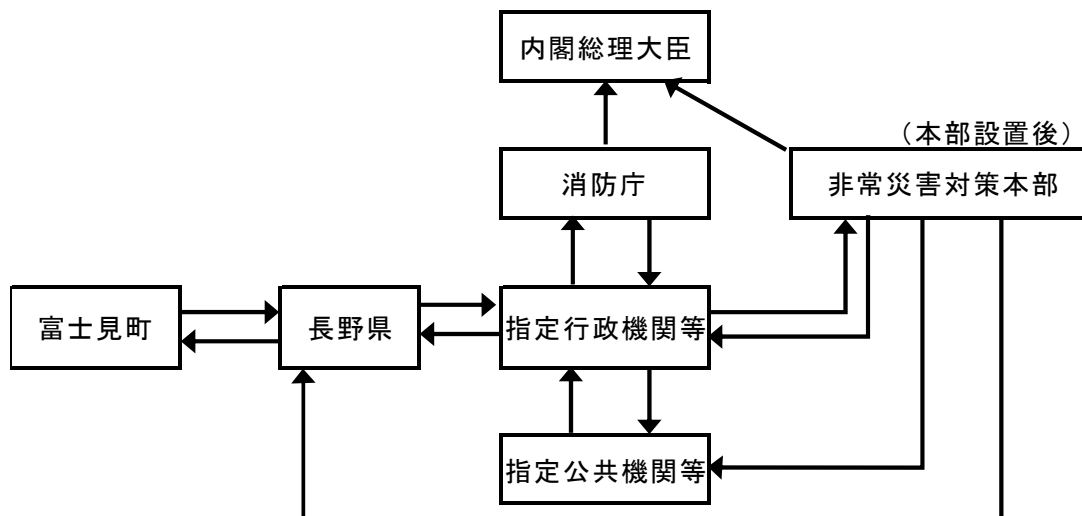 内閣総理大臣
（本部設置後）
消防庁
非常災害対策本部
富士見町
長野県
指定行政機関等
指定公共機関等